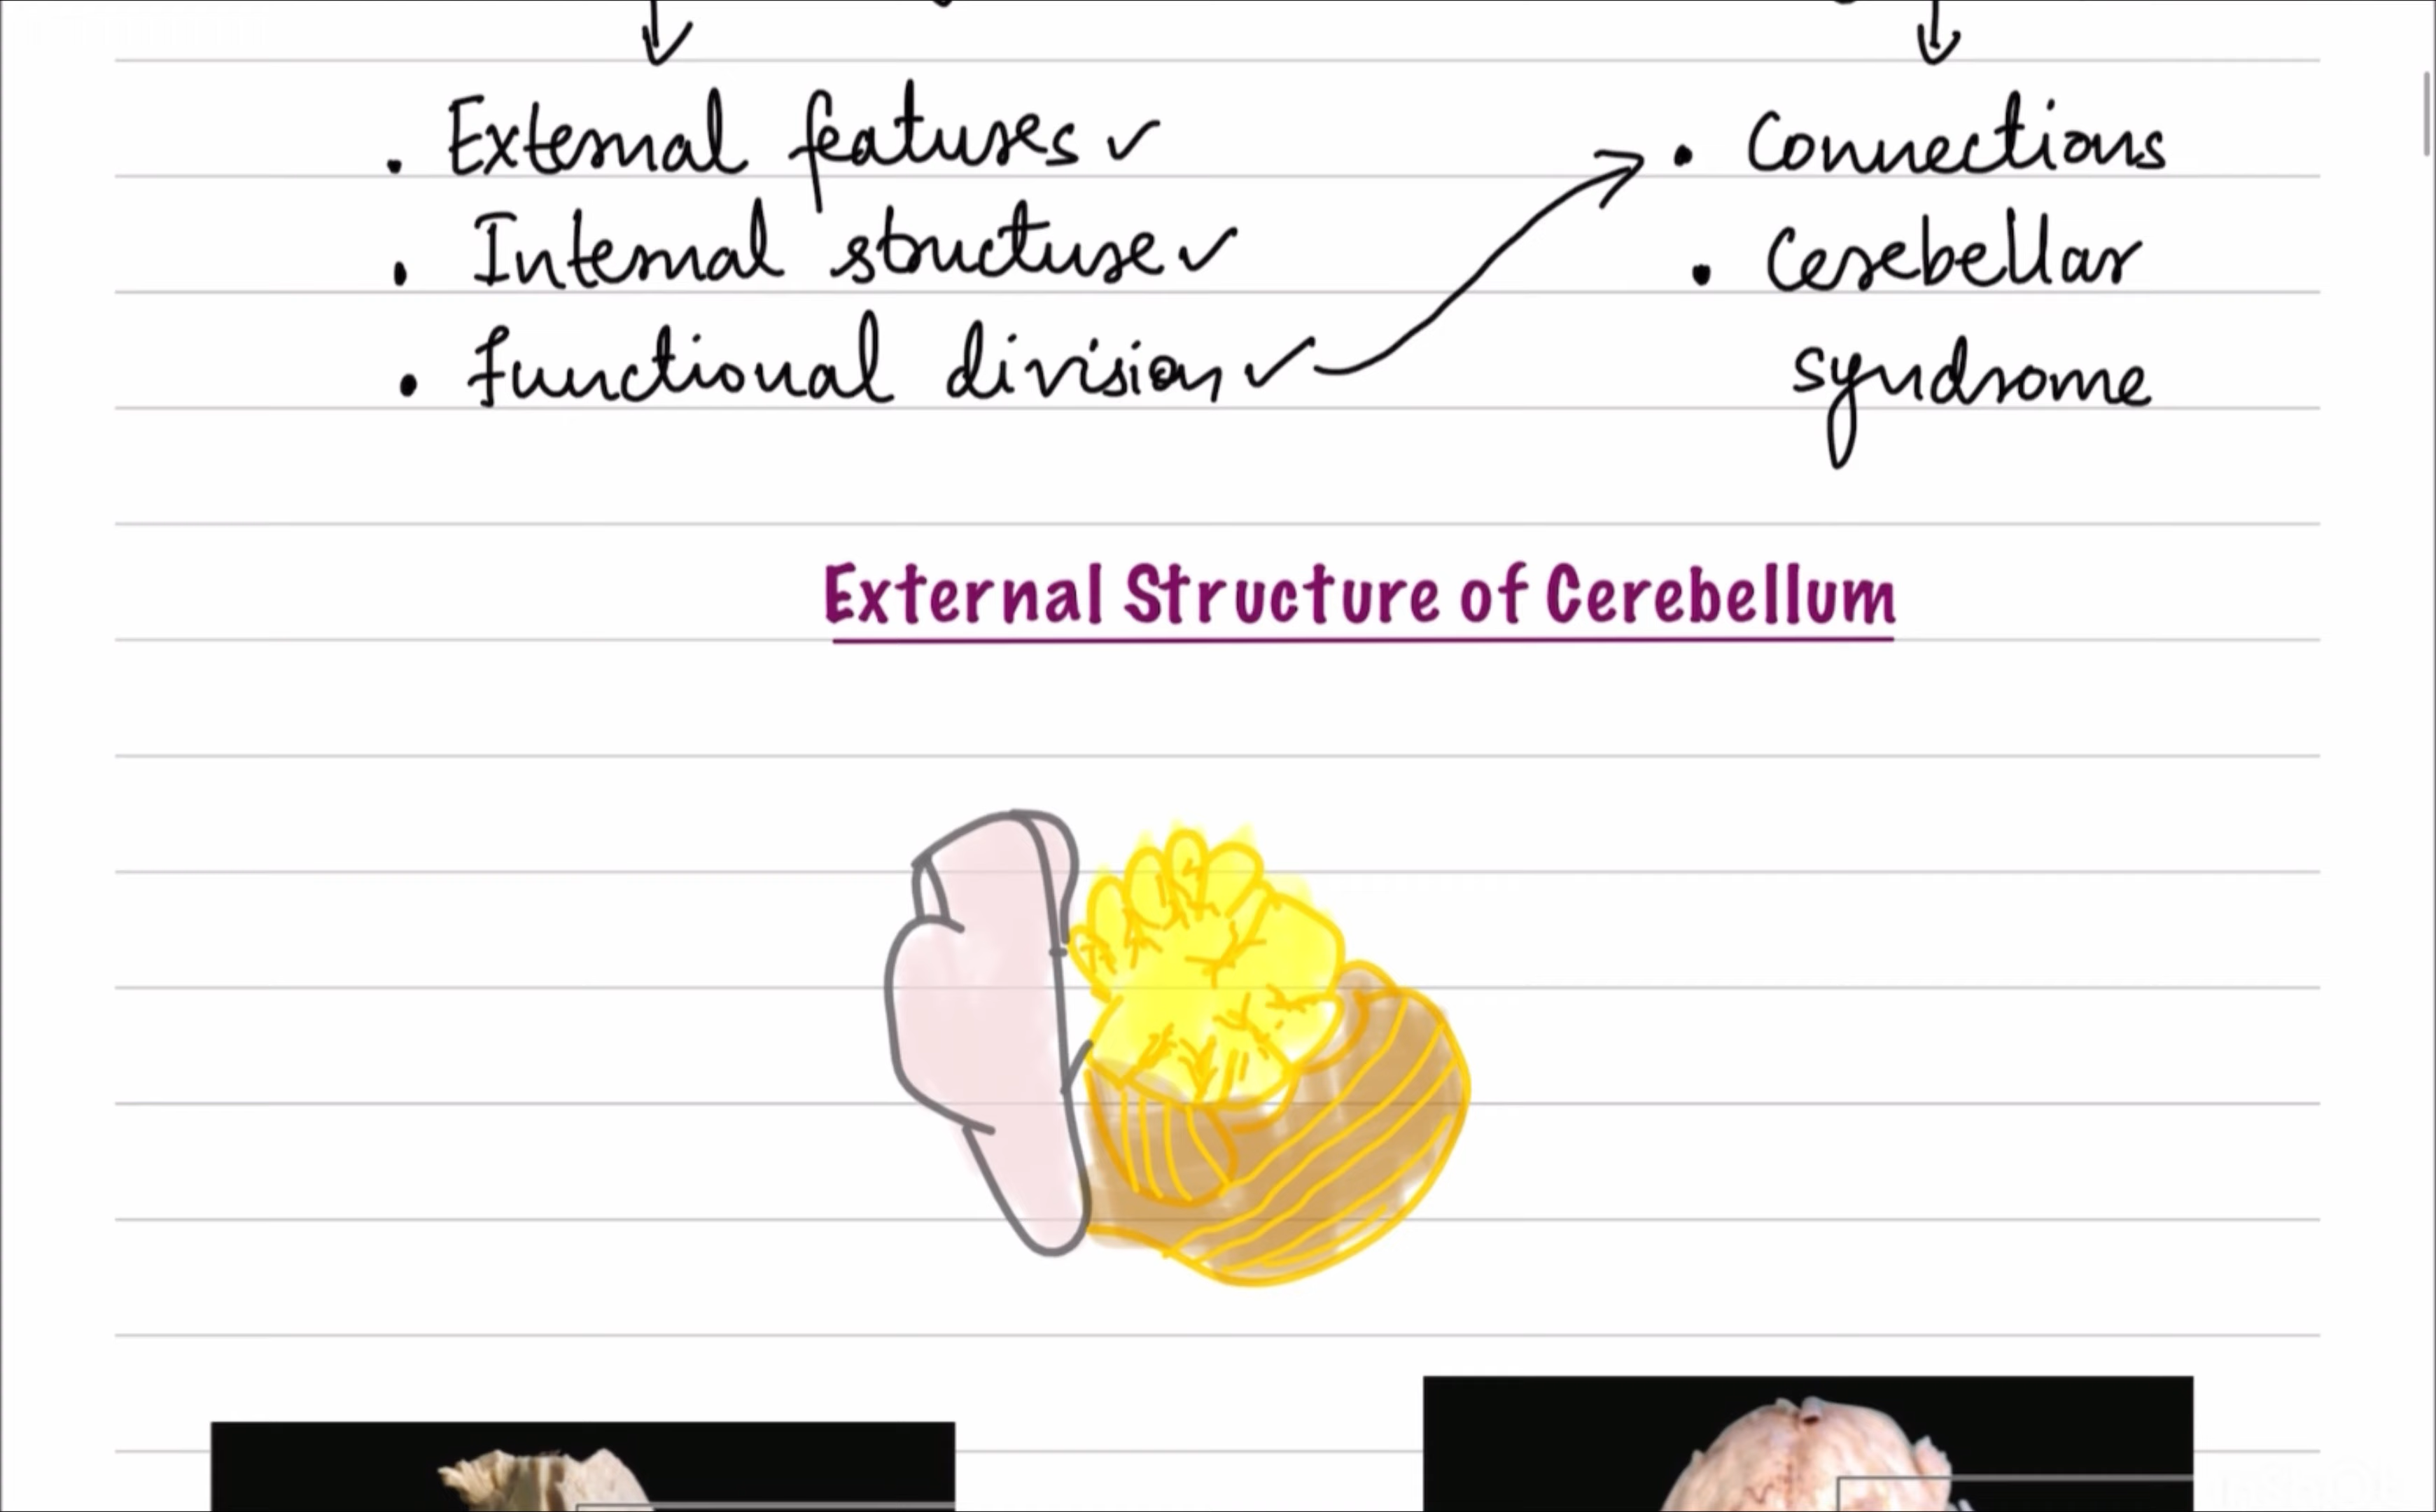 . External features ✓
. Connections
. Internal structure ✓
. Cerebellar
. functional division ✓
syndrome
External Structure of Cerebellum